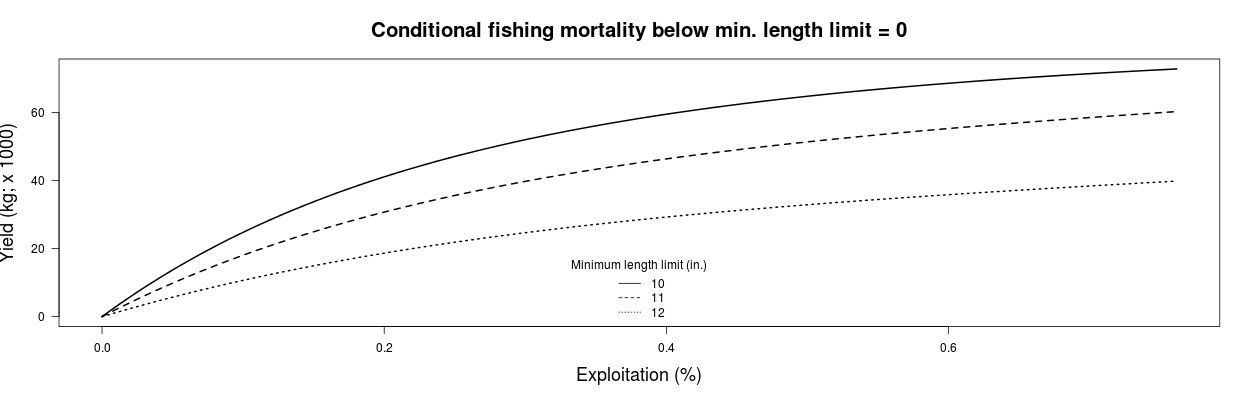 Conditional fishing mortality below min. length limit = 0
Yield (kg; x 1000)
60
40
20
0
Minimum length limit (in.)
10
11
12
0.0 0.2 0.4 0.6
Exploitation (%)